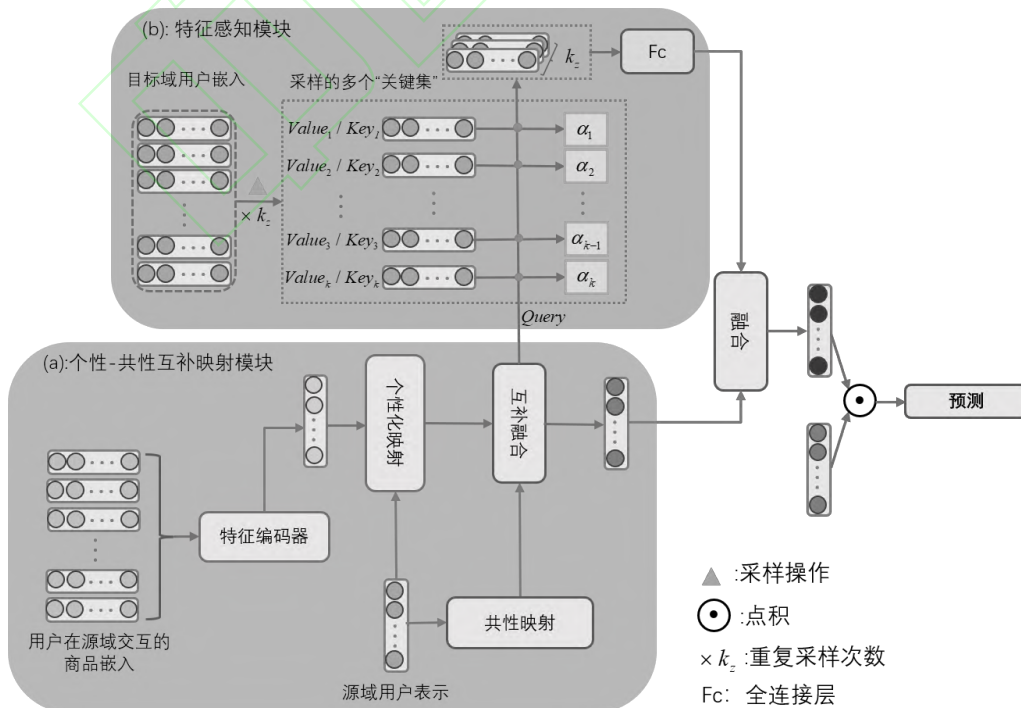 (b): 特征感知模块
目标域用户嵌入
采样的多个“关键集”
k_z
Fc
Value_1 / Key_1
α_1
Value_2 / Key_2
α_2
× k_z
Value_3 / Key_3
α_{k-1}
Value_k / Key_k
α_k
Query
融合
(a):个性-共性互补映射模块
个性化映射
互补融合
预测
特征编码器
共性映射
用户在源域交互的
商品嵌入
源域用户表示
:采样操作
:点积
× k_z :重复采样次数
Fc: 全连接层